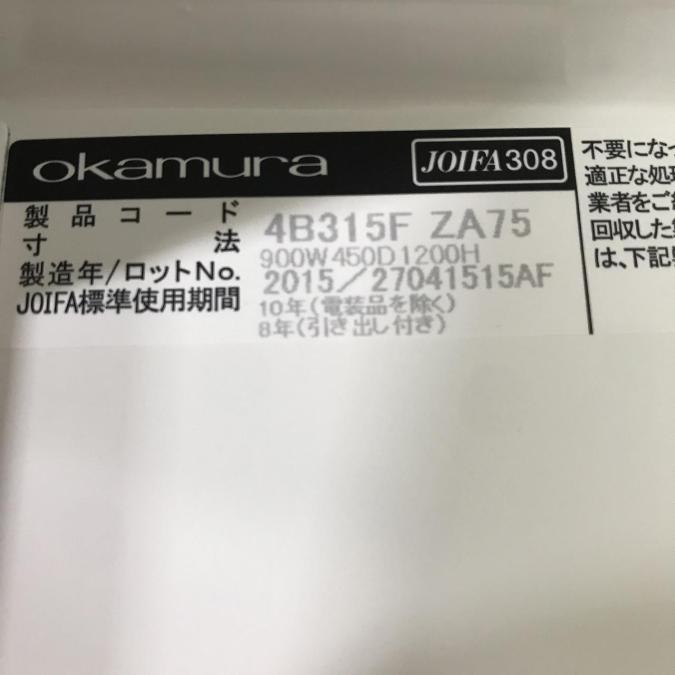 okamura
JOIFA308
製品コード 4B315F ZA75
寸法 900W450D1200H
製造年/ロットNo. 2015/27041515AF
JOIFA標準使用期間 10年(電装品を除く)
8年(引き出し付き)
不要になっ
適正な処理
業者をご
回収した
は、下記